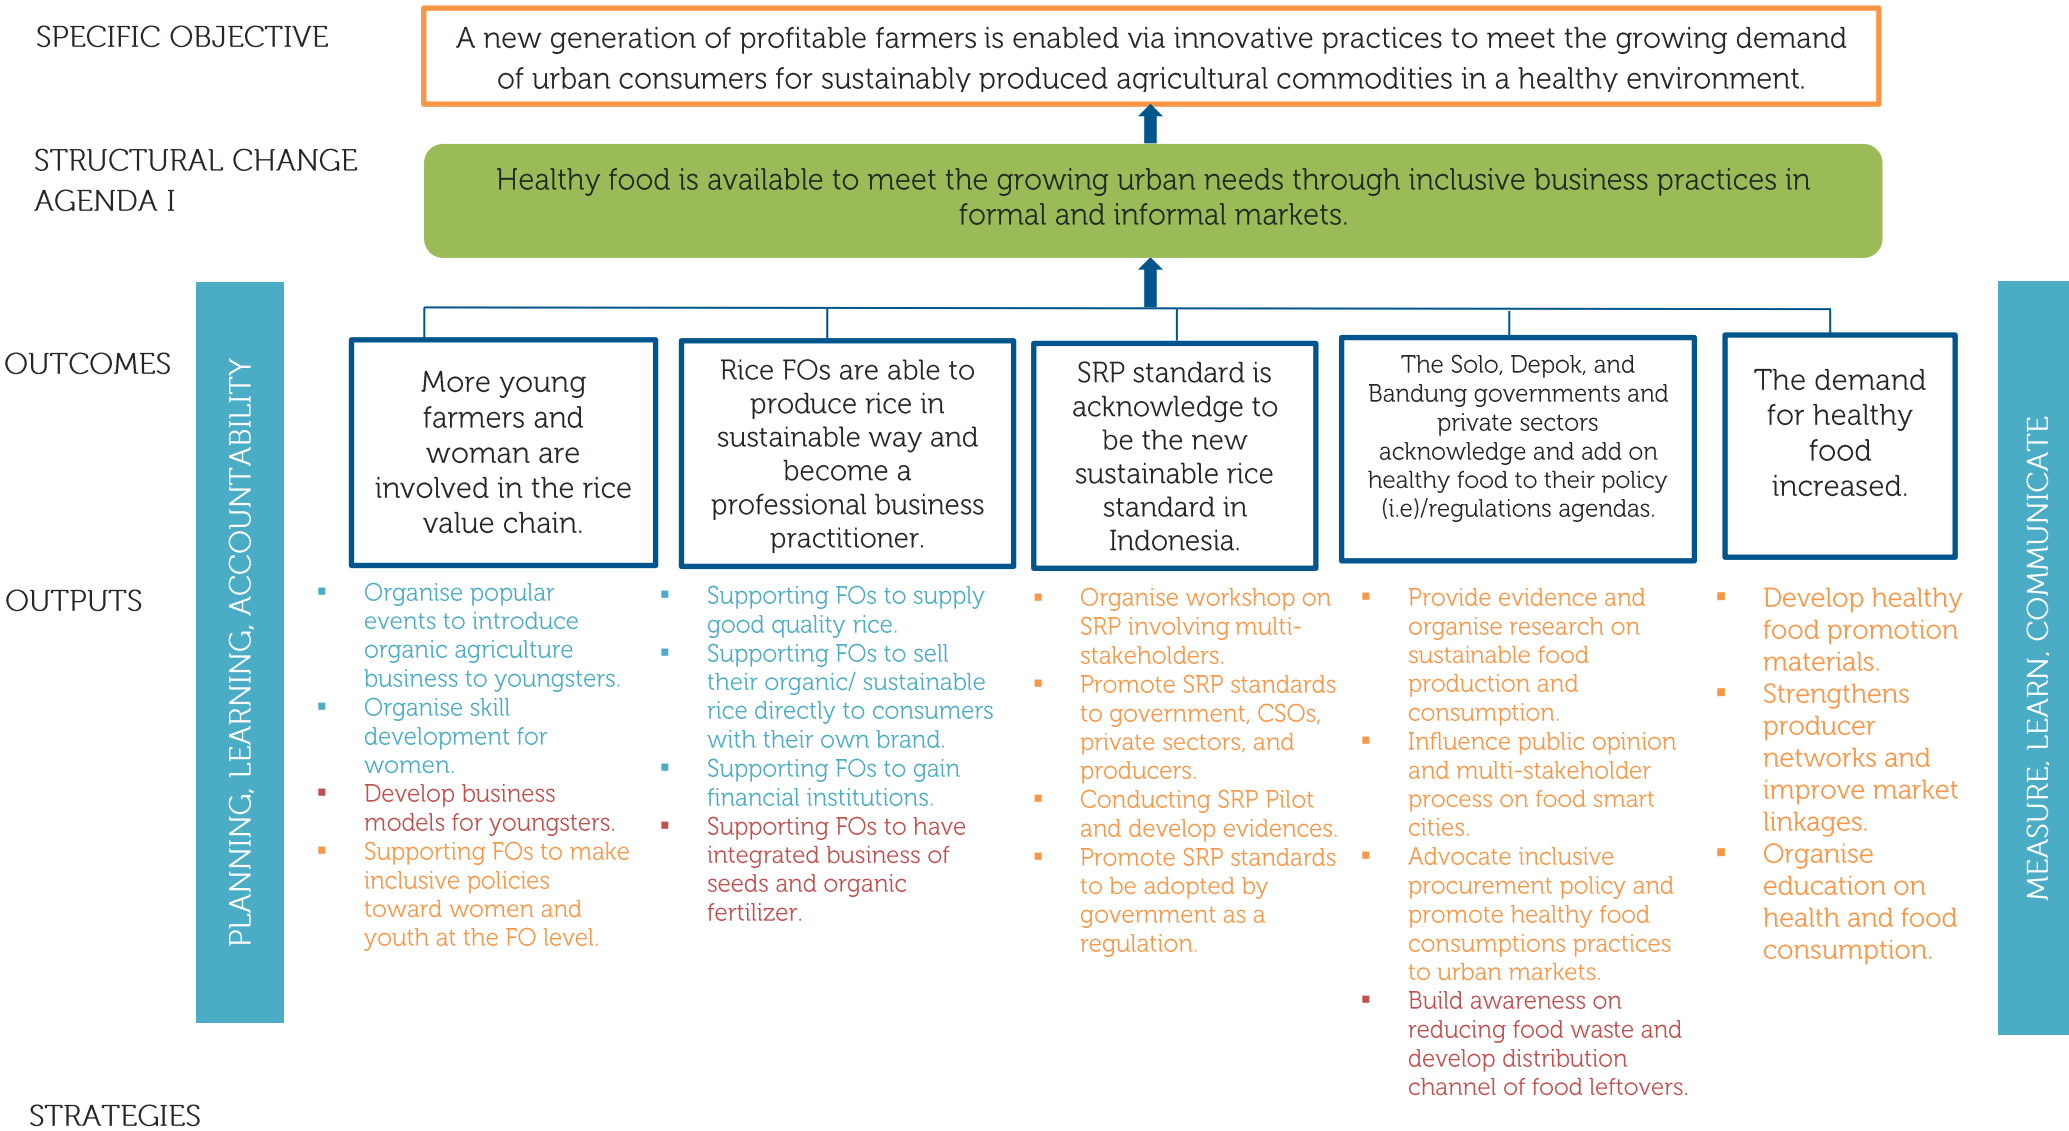 SPECIFIC OBJECTIVE
A new generation of profitable farmers is enabled via innovative practices to meet the growing demand
of urban consumers for sustainably produced agricultural commodities in a healthy environment.
STRUCTURAL CHANGE
AGENDA I
Healthy food is available to meet the growing urban needs through inclusive business practices in
formal and informal markets.
PLANNING, LEARNING, ACCOUNTABILITY
OUTCOMES
More young
farmers and
woman are
involved in the rice
value chain.
Rice FOs are able to
produce rice in
sustainable way and
become a
professional business
practitioner.
SRP standard is
acknowledge to
be the new
sustainable rice
standard in
Indonesia.
The Solo, Depok, and
Bandung governments and
private sectors
acknowledge and add on
healthy food to their policy
(i.e)/regulations agendas.
The demand
for healthy
food
increased.
OUTPUTS
▪ Organise popular
events to introduce
organic agriculture
business to youngsters.
▪ Organise skill
development for
women.
▪ Develop business
models for youngsters.
▪ Supporting FOs to make
inclusive policies
toward women and
youth at the FO level.
▪ Supporting FOs to supply
good quality rice.
▪ Supporting FOs to sell
their organic/ sustainable
rice directly to consumers
with their own brand.
▪ Supporting FOs to gain
financial institutions.
▪ Supporting FOs to have
integrated business of
seeds and organic
fertilizer.
▪ Organise workshop on
SRP involving multi-
stakeholders.
▪ Promote SRP standards
to government, CSOs,
private sectors, and
producers.
▪ Conducting SRP Pilot
and develop evidences.
▪ Promote SRP standards
to be adopted by
government as a
regulation.
▪ Provide evidence and
organise research on
sustainable food
production and
consumption.
▪ Influence public opinion
and multi-stakeholder
process on food smart
cities.
▪ Advocate inclusive
procurement policy and
promote healthy food
consumptions practices
to urban markets.
▪ Build awareness on
reducing food waste and
develop distribution
channel of food leftovers.
▪ Develop healthy
food promotion
materials.
▪ Strengthens
producer
networks and
improve market
linkages.
▪ Organise
education on
health and food
consumption.
MEASURE, LEARN, COMMUNICATE
STRATEGIES